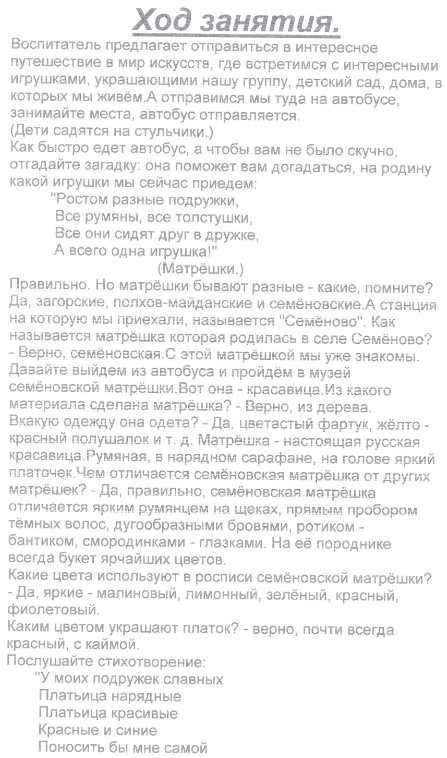 Ход занятия.
Воспитатель предлагает отправиться в интересное
путешествие в мир искусств, где встретимся с интересными
игрушками, украшающими нашу группу, детский сад, дома, в
которых мы живём.А отправимся мы туда на автобусе,
занимайте места, автобус отправляется.
(Дети садятся на стульчики.)
Как быстро едет автобус, а чтобы вам не было скучно,
отгадайте загадку: она поможет вам догадаться, на родину
какой игрушки мы сейчас приедем:
"Ростом разные подружки,
Все румяны, все толстушки,
Все они сидят друг в дружке,
А всего одна игрушка!"
(Матрёшки.)
Правильно. Но матрёшки бывают разные - какие, помните?
Да, загорские, полхов-майданские и семёновские.А станция
на которую мы приехали, называется "Семёново". Как
называется матрёшка которая родилась в селе Семёново?
- Верно, семёновская.С этой матрёшкой мы уже знакомы.
Давайте выйдем из автобуса и пройдём в музей
семёновской матрёшки.Вот она - красавица.Из какого
материала сделана матрёшка? - Верно, из дерева.
Вкакую одежду она одета? - Да, цветастый фартук, жёлто -
красный полушалок и т. д. Матрёшка - настоящая русская
красавица.Румяная, в нарядном сарафане, на голове яркий
платочек.Чем отличается семёновская матрёшка от других
матрёшек? - Да, правильно, семёновская матрёшка
отличается ярким румянцем на щеках, прямым пробором
тёмных волос, дугообразными бровями, ротиком -
бантиком, смородинками - глазками. На её породнике
всегда букет ярчайших цветов.
Какие цвета используют в росписи семёновской матрёшки?
- Да, яркие - малиновый, лимонный, зелёный, красный,
фиолетовый.
Каким цветом украшают платок? - верно, почти всегда
красный, с каймой.
Послушайте стихотворение:
"У моих подружек славных
Платьица нарядные
Платьица красивые
Красные и синие
Поносить бы мне самой